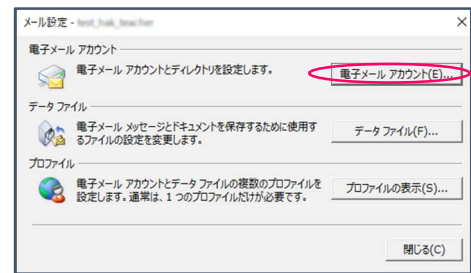 メール設定 - test_hak_teacher
電子メール アカウント
電子メール アカウントとディレクトリを設定します。
電子メール アカウント(E)...
データ ファイル
電子メール メッセージとドキュメントを保存するために使用す
るファイルの設定を変更します。
データ ファイル(F)...
プロファイル
電子メール アカウントとデータ ファイルの複数のプロファイルを
設定します。通常は、1 つのプロファイルだけが必要です。
プロファイルの表示(S)...
閉じる(C)